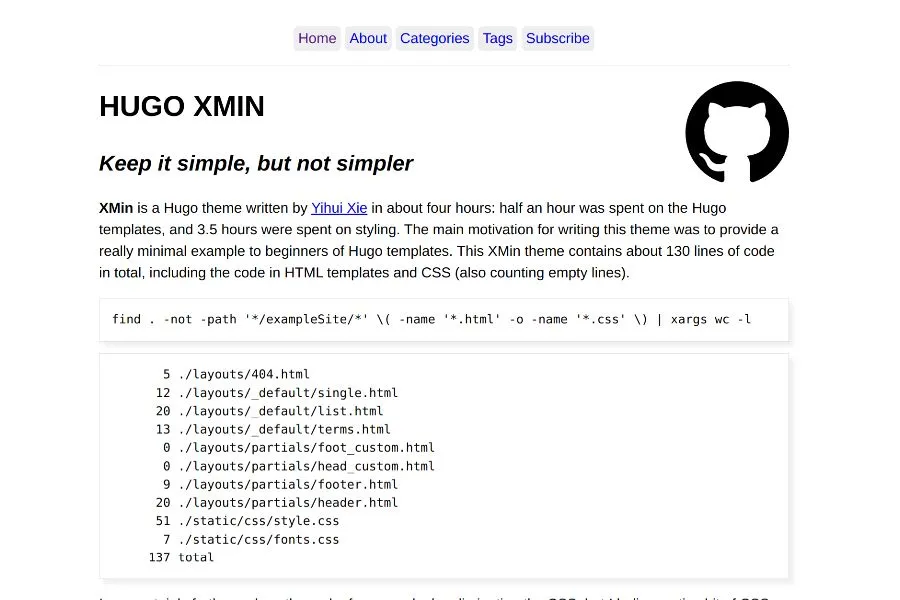 Home About Categories Tags Subscribe
HUGO XMIN
Keep it simple, but not simpler
XMin is a Hugo theme written by Yihui Xie in about four hours: half an hour was spent on the Hugo
templates, and 3.5 hours were spent on styling. The main motivation for writing this theme was to provide a
really minimal example to beginners of Hugo templates. This XMin theme contains about 130 lines of code
in total, including the code in HTML templates and CSS (also counting empty lines).
find . -not -path '*/exampleSite/*' \( -name '*.html' -o -name '*.css' \) | xargs wc -l
5 ./layouts/404.html
12 ./layouts/_default/single.html
20 ./layouts/_default/list.html
13 ./layouts/_default/terms.html
0 ./layouts/partials/foot_custom.html
0 ./layouts/partials/head_custom.html
9 ./layouts/partials/footer.html
20 ./layouts/partials/header.html
51 ./static/css/style.css
7 ./static/css/fonts.css
137 total